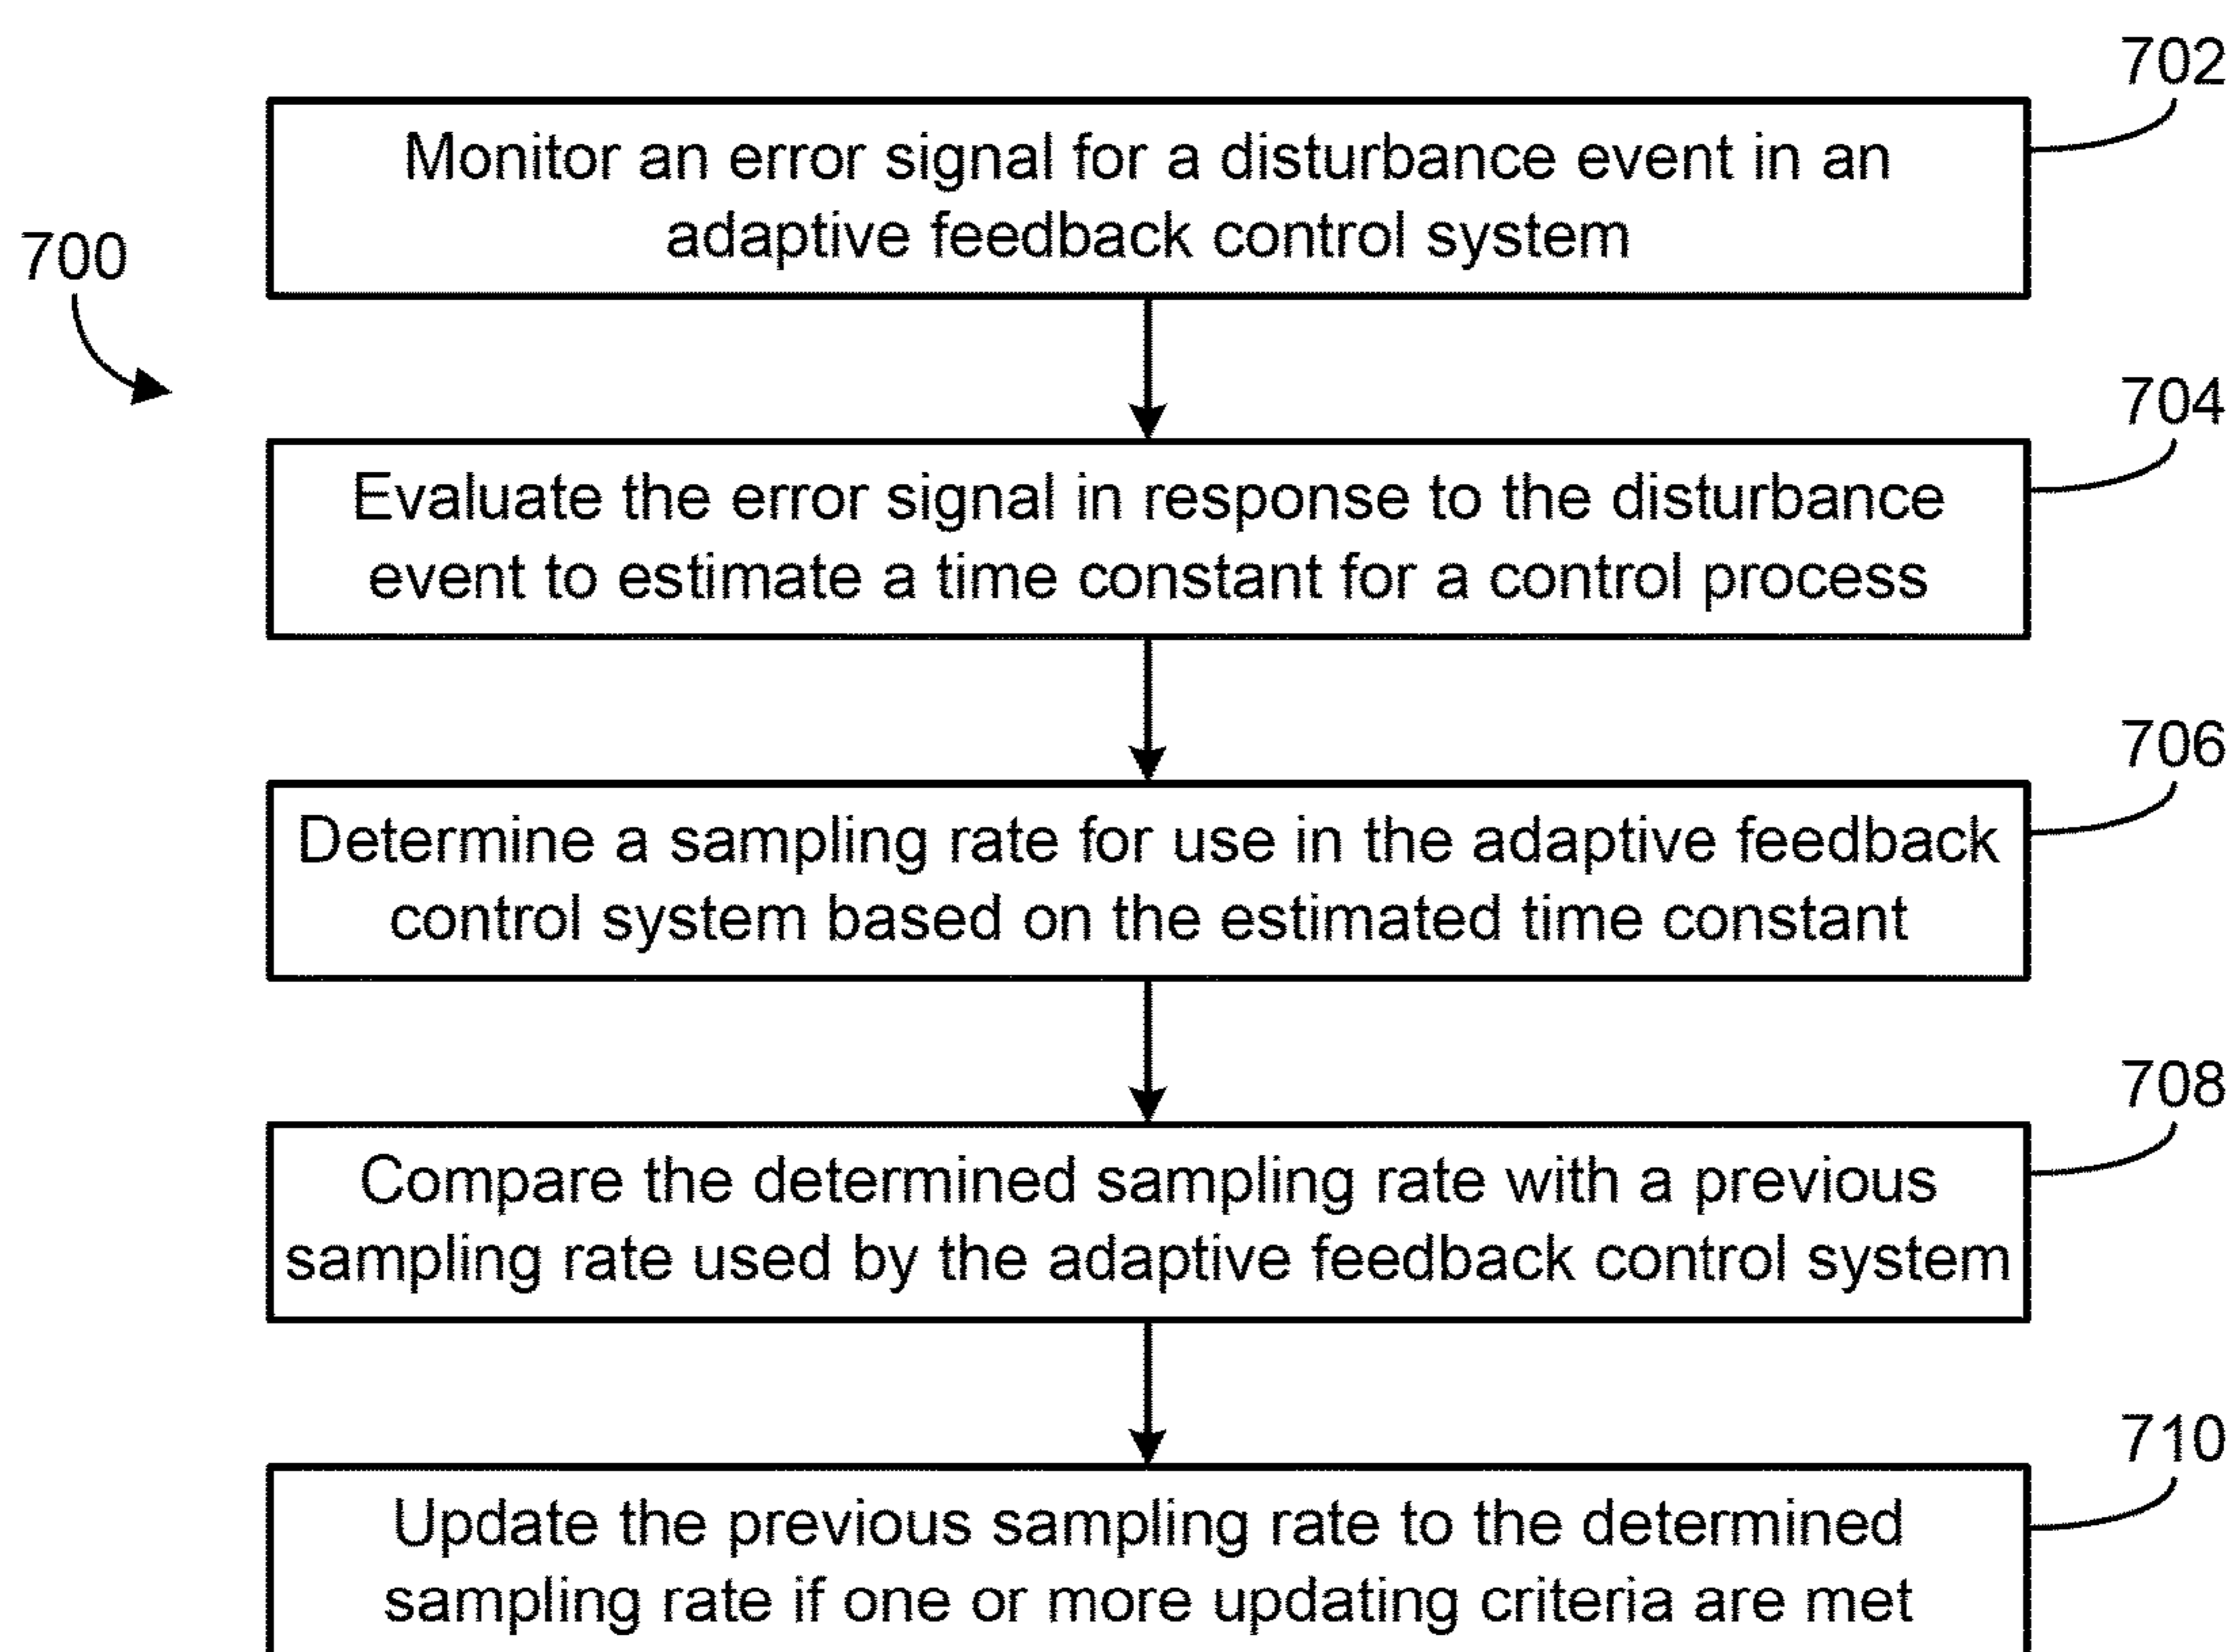 702
Monitor an error signal for a disturbance event in an
adaptive feedback control system
700
704
Evaluate the error signal in response to the disturbance
event to estimate a time constant for a control process
706
Determine a sampling rate for use in the adaptive feedback
control system based on the estimated time constant
708
Compare the determined sampling rate with a previous
sampling rate used by the adaptive feedback control system
710
Update the previous sampling rate to the determined
sampling rate if one or more updating criteria are met